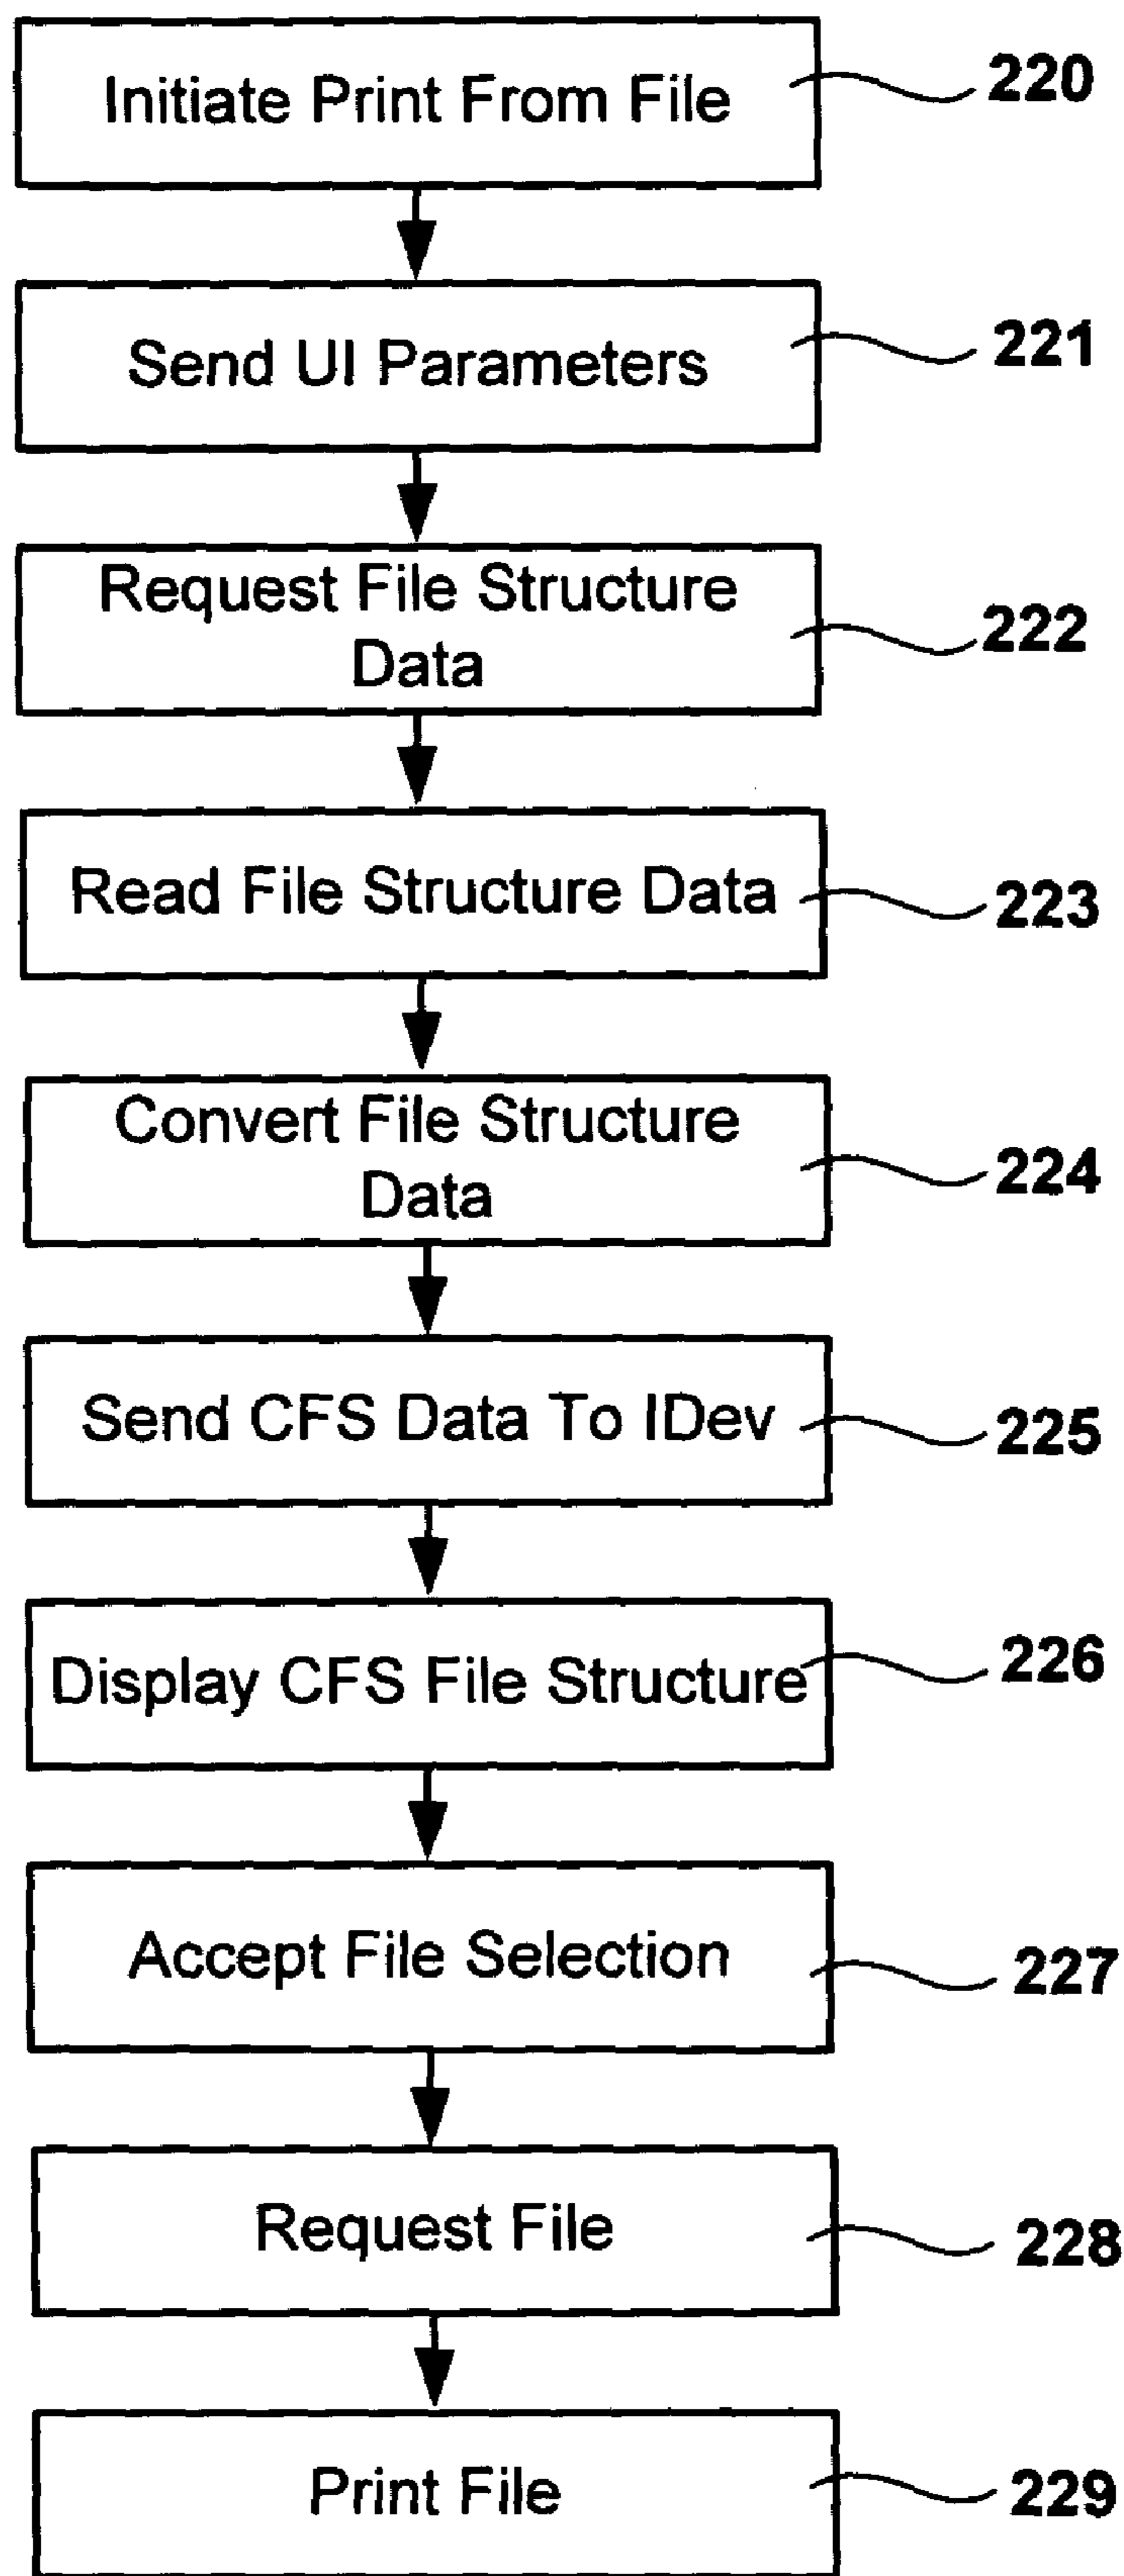 Initiate Print From File
220
Send UI Parameters
221
Request File Structure
Data
222
Read File Structure Data
223
Convert File Structure
Data
224
Send CFS Data To IDev
225
Display CFS File Structure
226
Accept File Selection
227
Request File
228
Print File
229